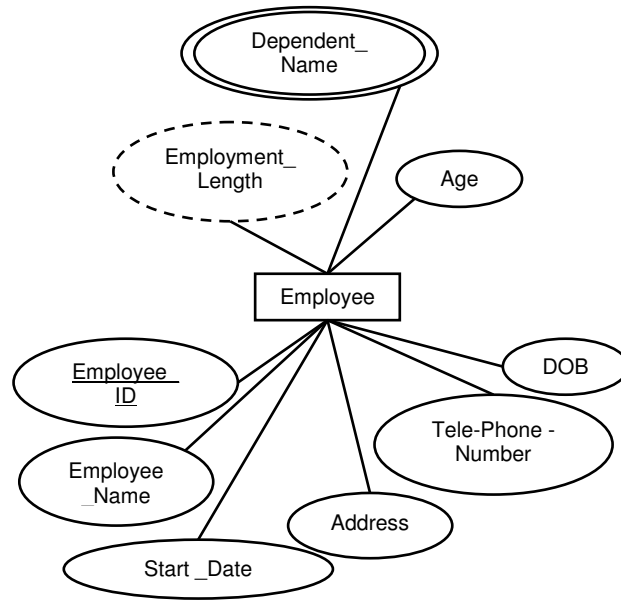 Dependent_
Name
Employment_
Length
Age
Employee
Employee_
ID
DOB
Tele-Phone -
Number
Employee
_Name
Address
Start _Date